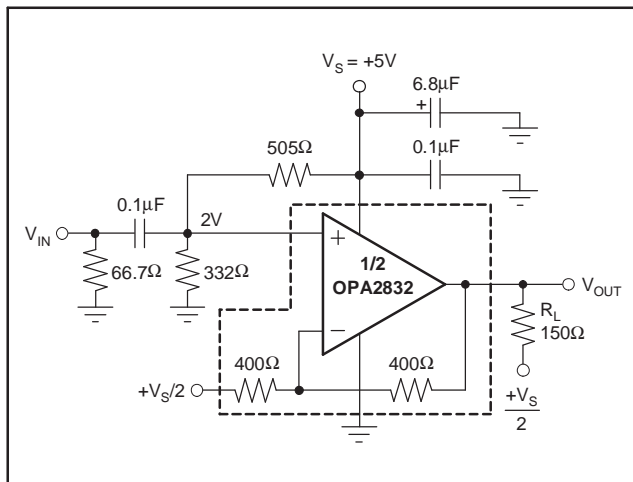 V_S = +5V
6.8μF
+
505Ω
0.1μF
0.1μF
2V
V_IN
+
1/2
OPA2832
V_OUT
66.7Ω
332Ω
R_L
150Ω
−
400Ω
400Ω
+V_S/2
+V_S
2